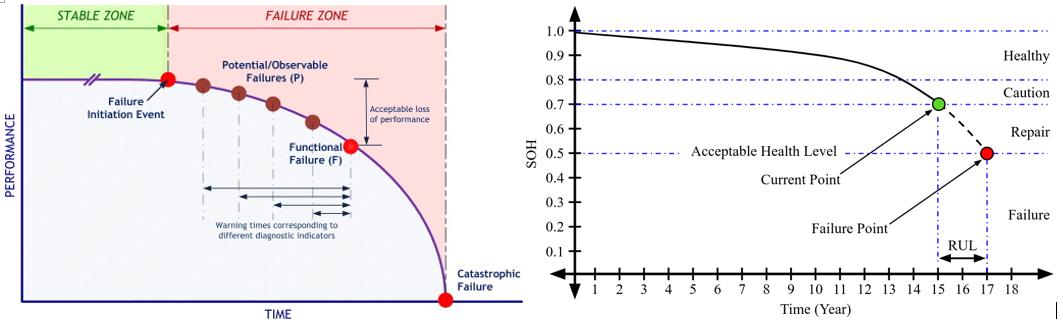 STABLE ZONE
FAILURE ZONE
Potential/Observable
Failures (P)
Failure
Initiation Event
Acceptable loss
of performance
Functional
Failure (F)
Warning times corresponding to
different diagnostic indicators
Catastrophic
Failure
PERFORMANCE
TIME
1.0
0.9
0.8
0.7
0.6
0.5
0.4
0.3
0.2
0.1
SOH
Healthy
Caution
Repair
Failure
Acceptable Health Level
Current Point
Failure Point
RUL
1 2 3 4 5 6 7 8 9 10 11 12 13 14 15 16 17 18
Time (Year)